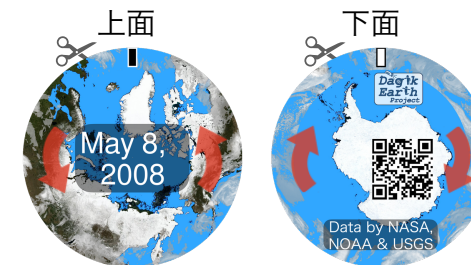 上面
下面
May 8,
2008
Dagik
Earth
Project
Data by NASA,
NOAA & USGS